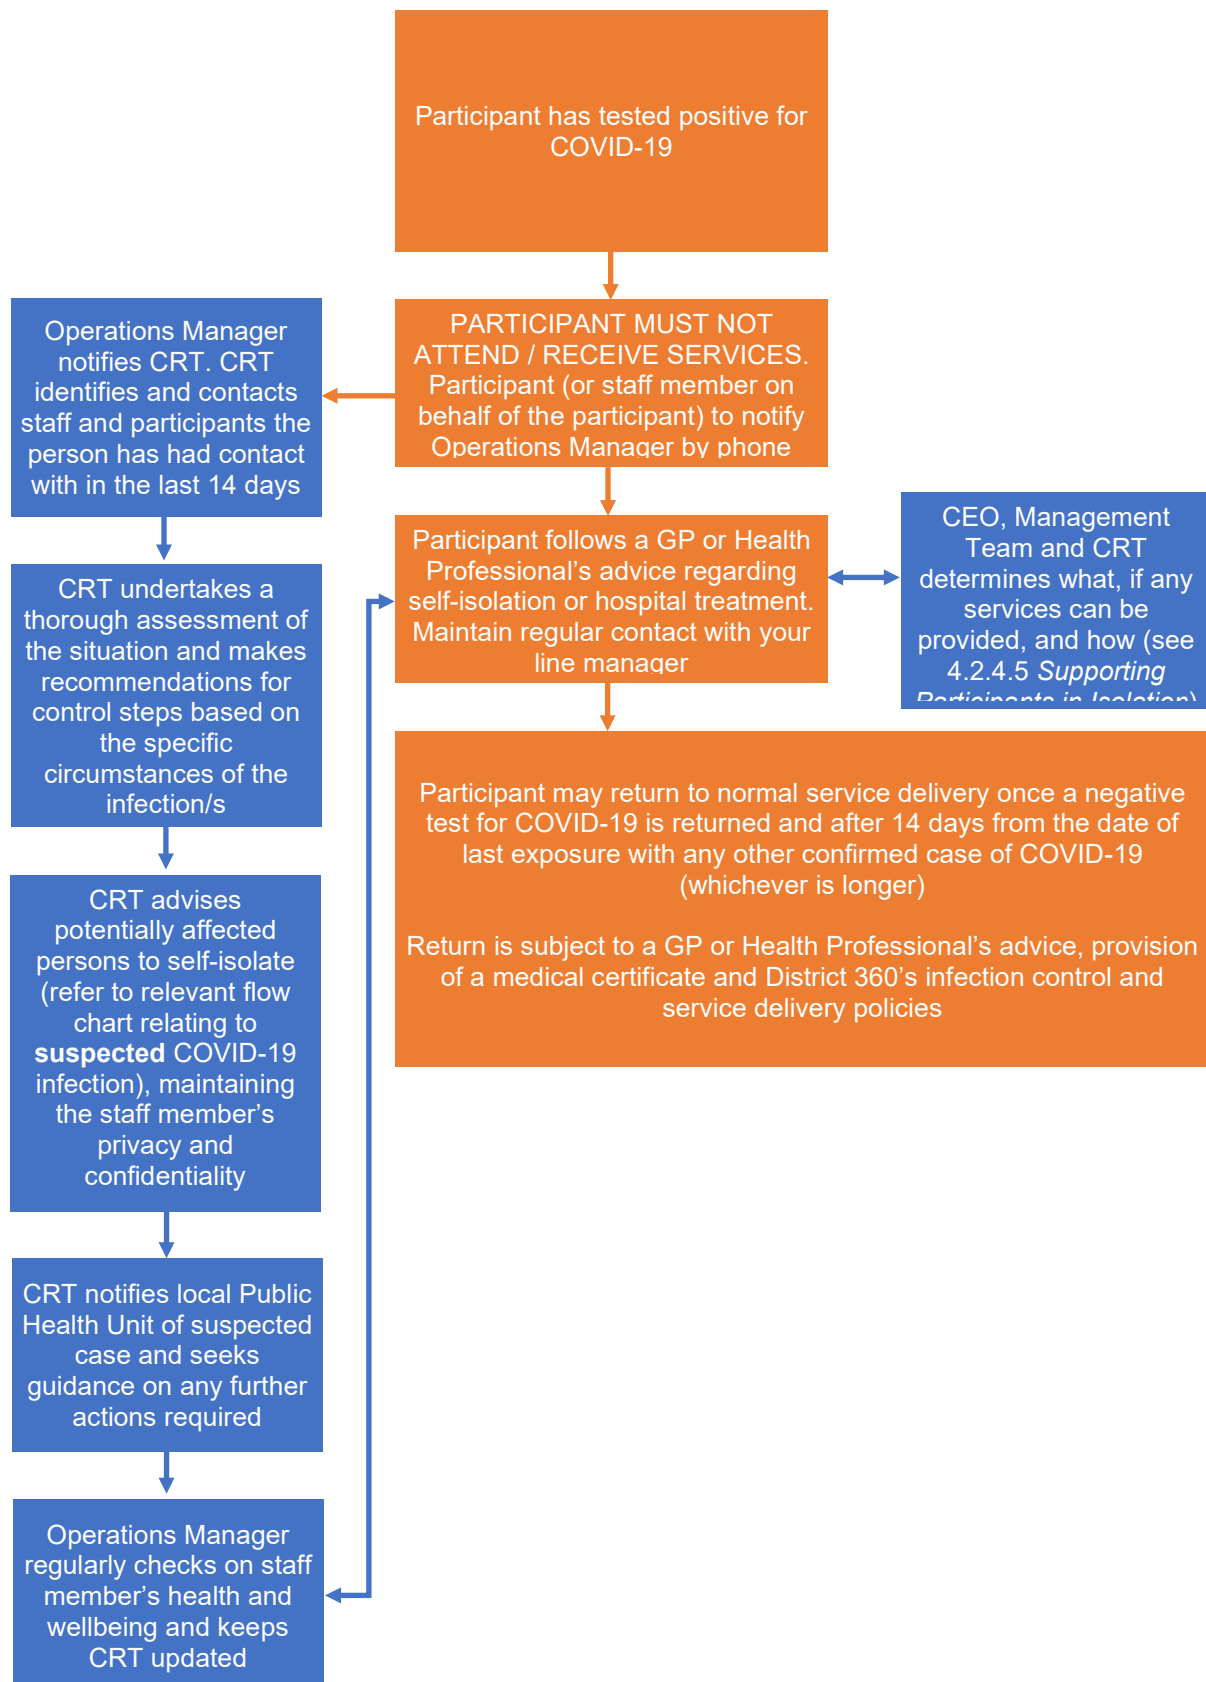 Participant has tested positive for
COVID-19
PARTICIPANT MUST NOT
ATTEND / RECEIVE SERVICES.
Participant (or staff member on
behalf of the participant) to notify
Operations Manager by phone
Operations Manager
notifies CRT. CRT
identifies and contacts
staff and participants the
person has had contact
with in the last 14 days
Participant follows a GP or Health
Professional’s advice regarding
self-isolation or hospital treatment.
Maintain regular contact with your
line manager
CEO, Management
Team and CRT
determines what, if any
services can be
provided, and how (see
4.2.4.5 Supporting
Participants in Isolation)
CRT undertakes a
thorough assessment of
the situation and makes
recommendations for
control steps based on
the specific
circumstances of the
infection/s
Participant may return to normal service delivery once a negative
test for COVID-19 is returned and after 14 days from the date of
last exposure with any other confirmed case of COVID-19
(whichever is longer)
Return is subject to a GP or Health Professional’s advice, provision
of a medical certificate and District 360’s infection control and
service delivery policies
CRT advises
potentially affected
persons to self-isolate
(refer to relevant flow
chart relating to
suspected COVID-19
infection), maintaining
the staff member’s
privacy and
confidentiality
CRT notifies local Public
Health Unit of suspected
case and seeks
guidance on any further
actions required
Operations Manager
regularly checks on staff
member’s health and
wellbeing and keeps
CRT updated